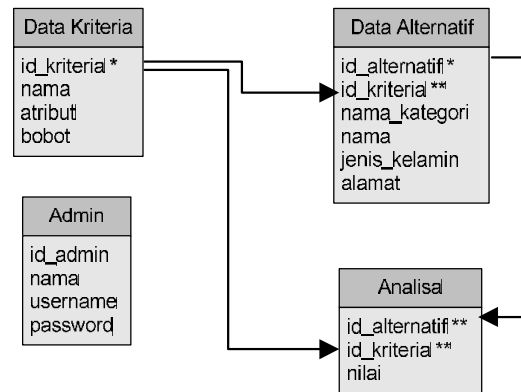 Data Kriteria
id_kriteria*
nama
atribut
bobot
Data Alternatif
id_alternatif*
id_kriteria**
nama_kategori
nama
jenis_kelamin
alamat
Admin
id_admin
nama
username
password
Analisa
id_alternatif**
id_kriteria**
nilai